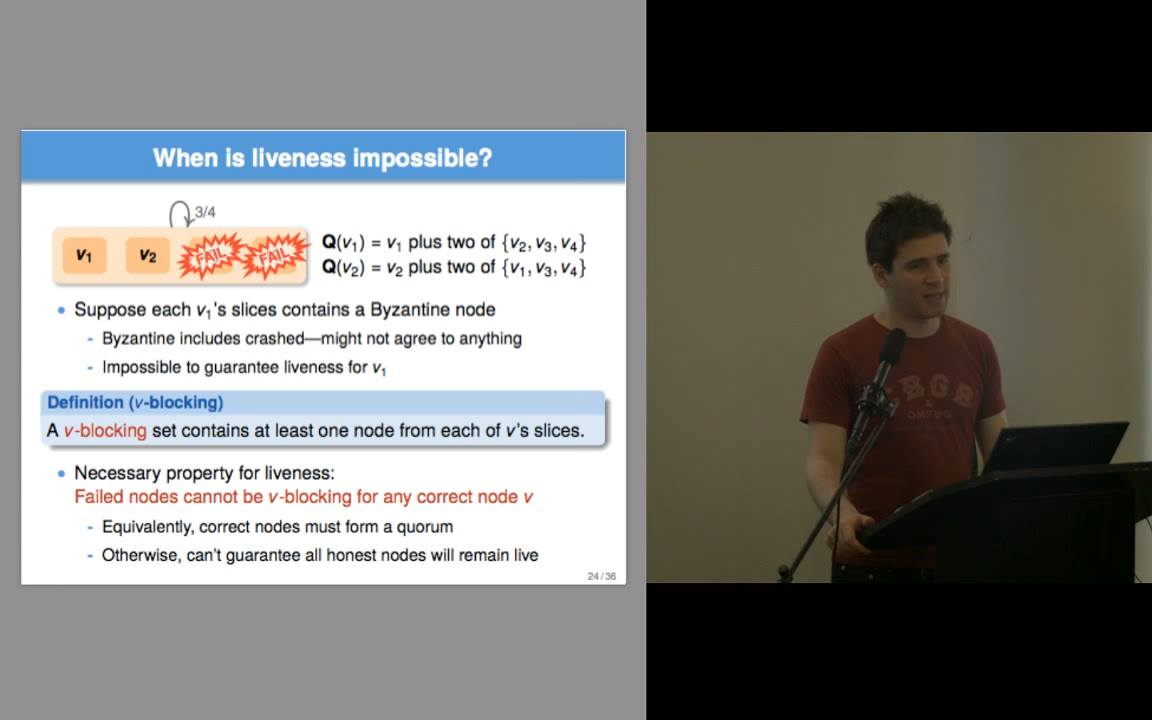 When is liveness impossible?
3/4
v1 v2 FAIL FAIL
Q(v1) = v1 plus two of {v2, v3, v4}
Q(v2) = v2 plus two of {v1, v3, v4}
• Suppose each v1's slices contains a Byzantine node
- Byzantine includes crashed—might not agree to anything
- Impossible to guarantee liveness for v1
Definition (v-blocking)
A v-blocking set contains at least one node from each of v's slices.
• Necessary property for liveness:
Failed nodes cannot be v-blocking for any correct node v
- Equivalently, correct nodes must form a quorum
- Otherwise, can't guarantee all honest nodes will remain live
24 / 36
CBGB
&
OMFUG